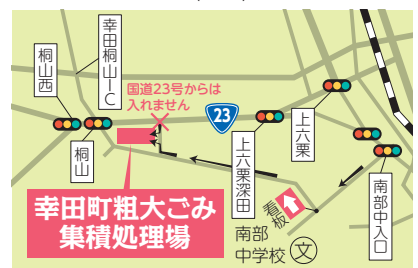 幸田桐山IC
桐山西
国道23号からは
入れません
23
桐山
上六栗
上六栗深田
南部中入口
幸田町粗大ごみ
集積処理場
看板
南部
中学校
文